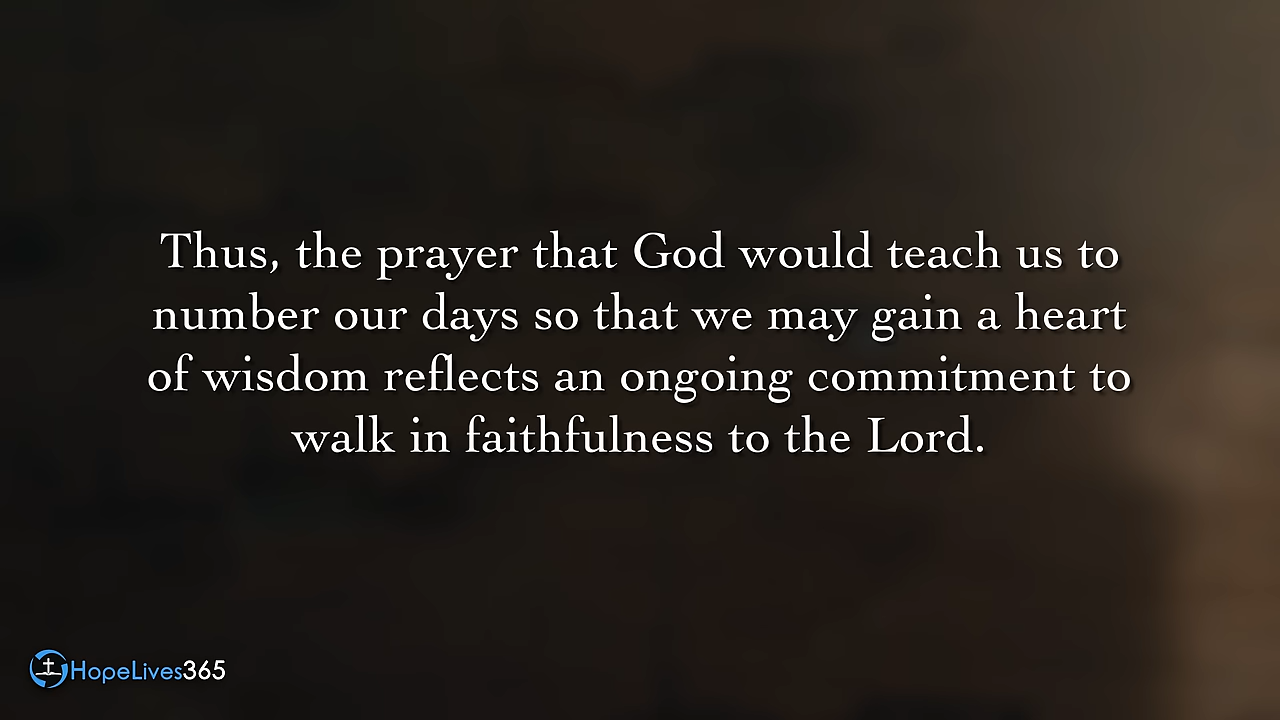 Thus, the prayer that God would teach us to
number our days so that we may gain a heart
of wisdom reflects an ongoing commitment to
walk in faithfulness to the Lord.
HopeLives365